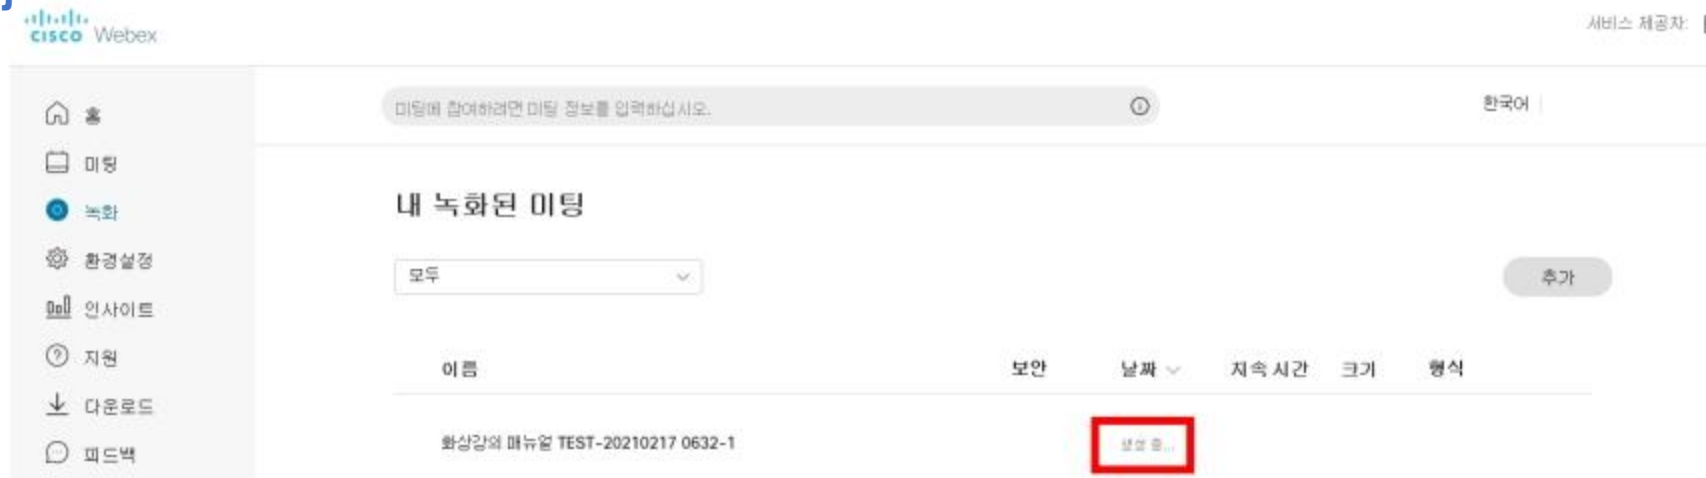 cisco Webex
서비스 제공자:
홈
미팅
녹화
환경설정
인사이트
지원
다운로드
피드백
미팅에 참여하려면 미팅 정보를 입력하십시오.
한국어
내 녹화된 미팅
모두
추가
이름 보안 날짜 지속 시간 크기 형식
화상강의 매뉴얼 TEST-20210217 0632-1
생성 중...